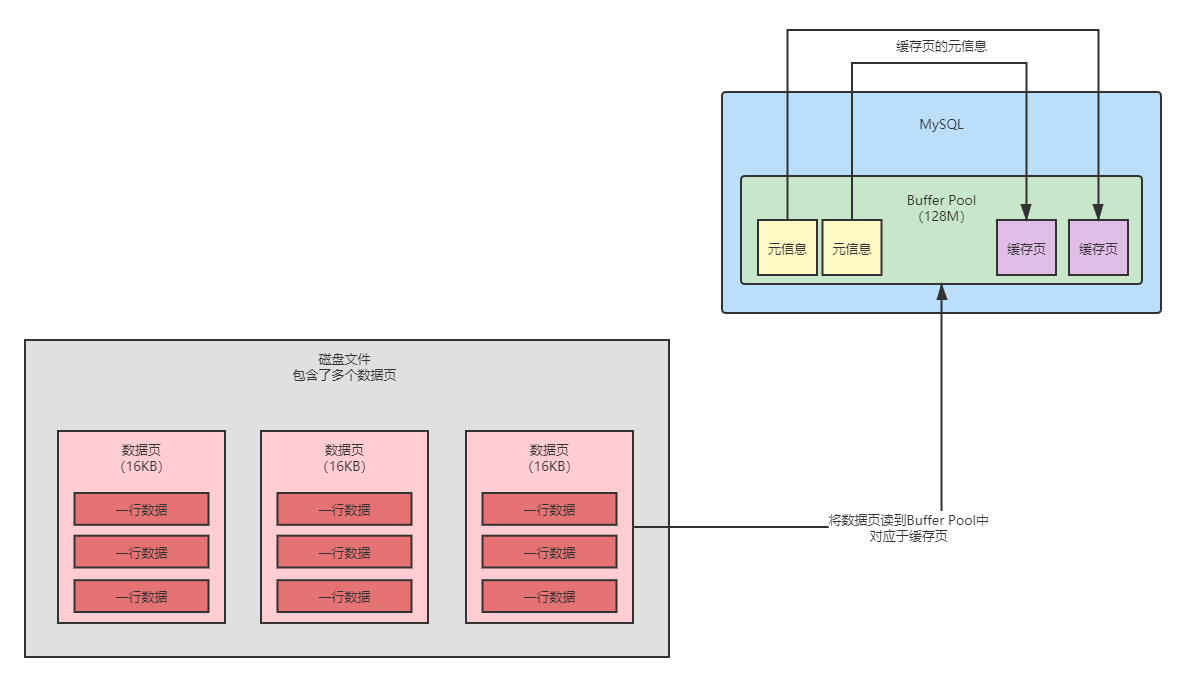 缓存页的元信息
MySQL
Buffer Pool
（128M）
元信息
元信息
缓存页
缓存页
磁盘文件
包含了多个数据页
数据页
（16KB）
一行数据
一行数据
一行数据
数据页
（16KB）
一行数据
一行数据
一行数据
数据页
（16KB）
一行数据
一行数据
一行数据
将数据页读到Buffer Pool中
对应于缓存页